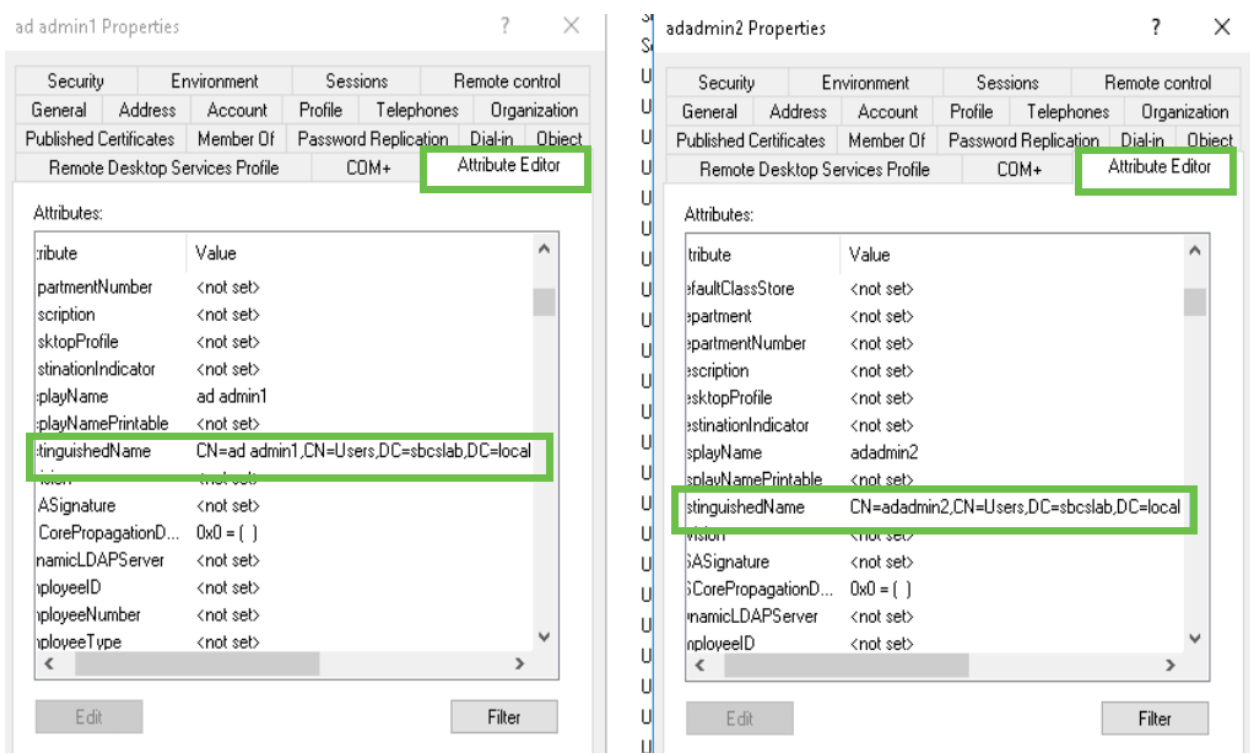 ad admin1 Properties
Security Environment Sessions Remote control
General Address Account Profile Telephones Organization
Published Certificates Member Of Password Replication Dial-in Object
Remote Desktop Services Profile COM+ Attribute Editor
Attributes:
tribute Value
partmentNumber <not set>
scription <not set>
sktopProfile <not set>
stinationIndicator <not set>
playName ad admin1
playNamePrintable <not set>
tinguishedName CN=ad admin1,CN=Users,DC=sbcslab,DC=local
ASignature <not set>
CorePropagationD... 0x0 = ( )
namicLDAPServer <not set>
ployeeID <not set>
ployeeNumber <not set>
ployeeType <not set>
Edit Filter
adadmin2 Properties
Security Environment Sessions Remote control
General Address Account Profile Telephones Organization
Published Certificates Member Of Password Replication Dial-in Object
Remote Desktop Services Profile COM+ Attribute Editor
Attributes:
tribute Value
efaultClassStore <not set>
epartment <not set>
epartmentNumber <not set>
escription <not set>
esktopProfile <not set>
estinationIndicator <not set>
splayName adadmin2
splayNamePrintable <not set>
stinguishedName CN=adadmin2,CN=Users,DC=sbcslab,DC=local
vision <not set>
SASignature <not set>
SCorePropagationD... 0x0 = ( )
namicLDAPServer <not set>
mployeeID <not set>
Edit Filter